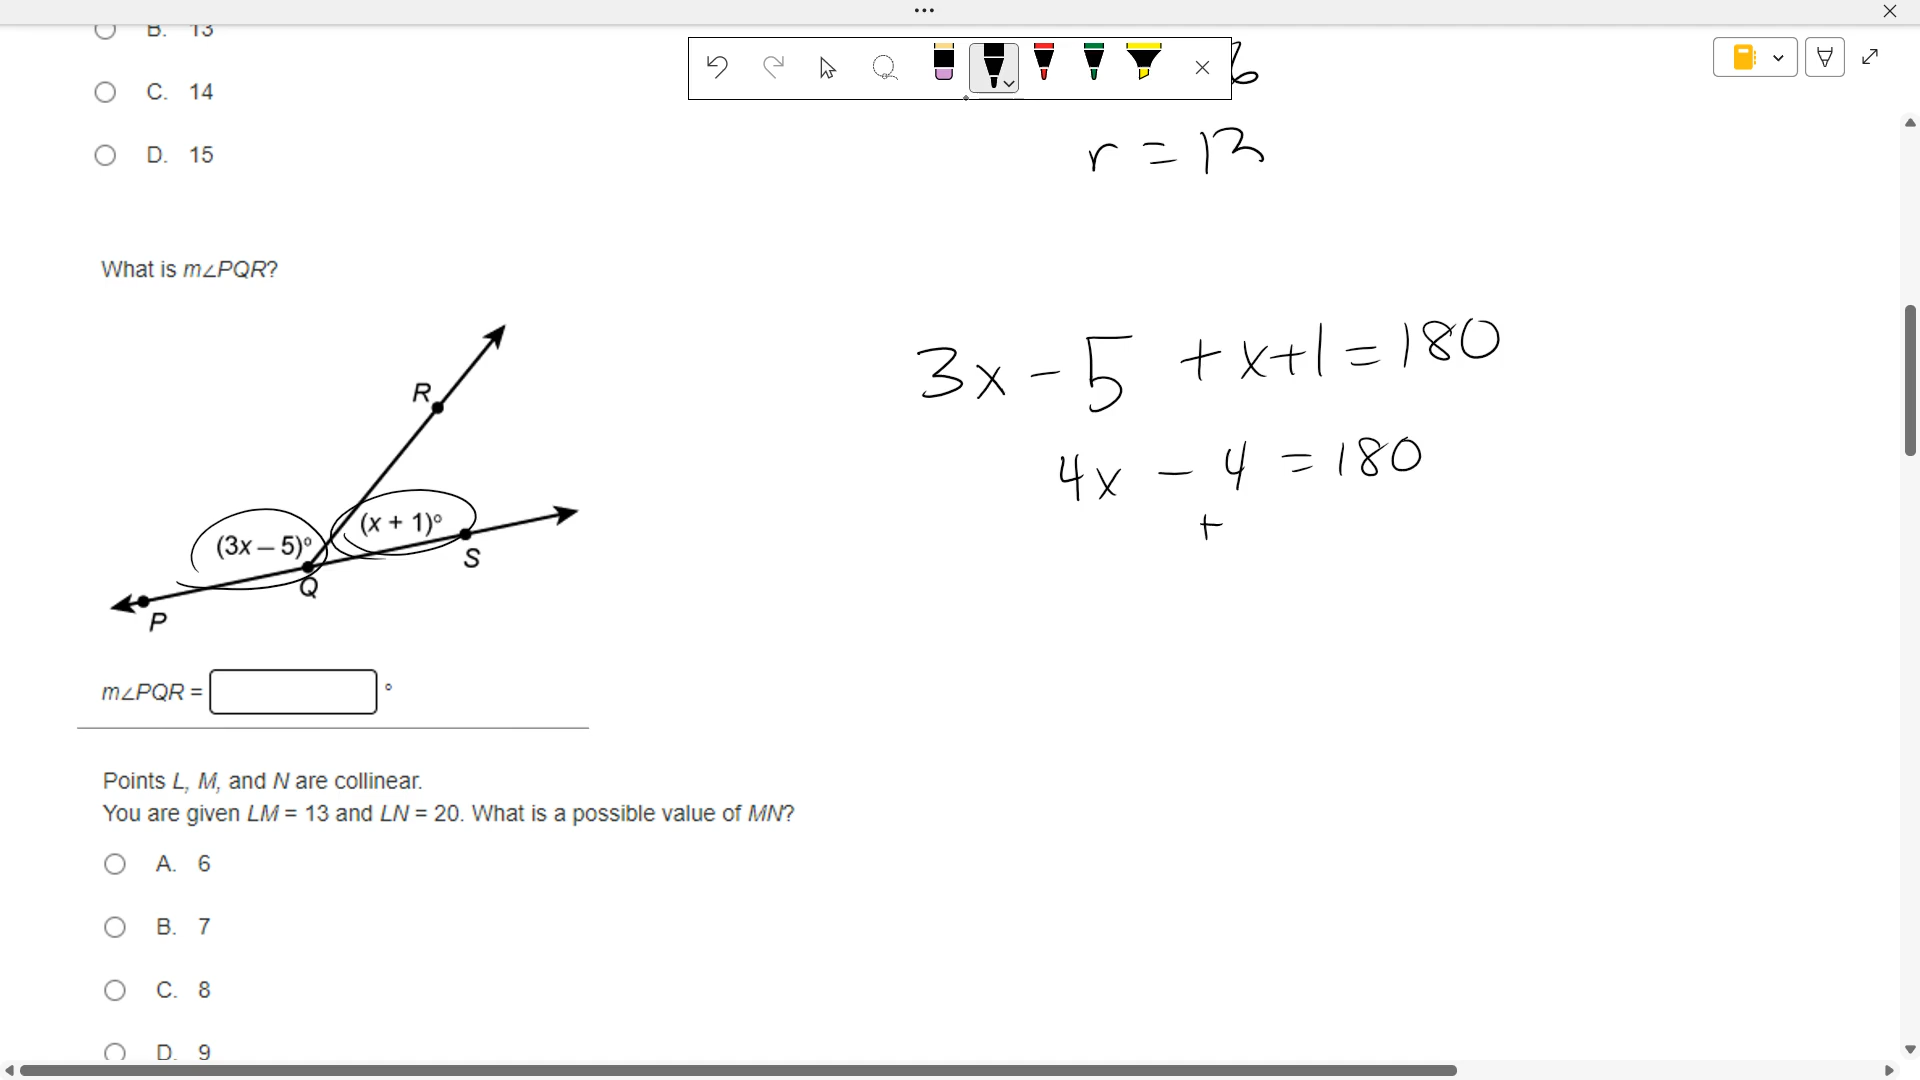 B. 13
C. 14
D. 15
6
r = 13
What is m∠PQR?
3x - 5 + x + 1 = 180
4x - 4 = 180
+
R
(x + 1)°
(3x – 5)°
S
Q
P
m∠PQR = °
Points L, M, and N are collinear.
You are given LM = 13 and LN = 20. What is a possible value of MN?
A. 6
B. 7
C. 8
D. 9